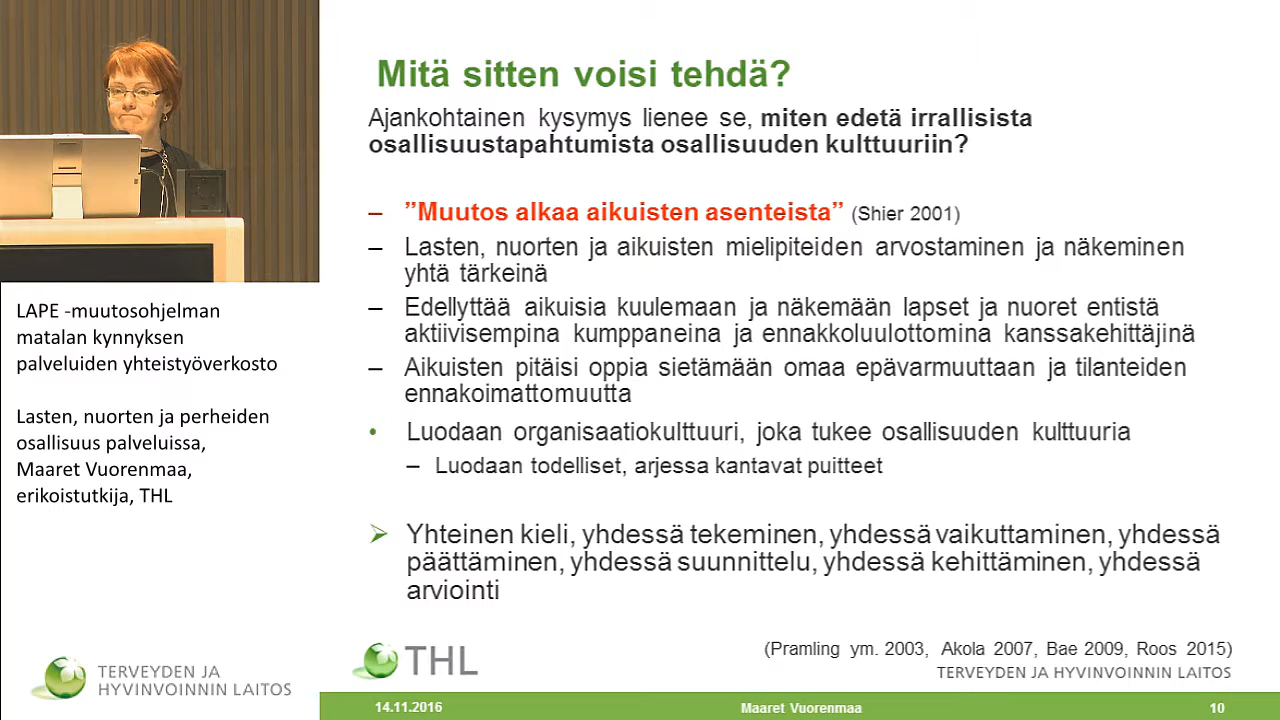 Mitä sitten voisi tehdä?
Ajankohtainen kysymys lienee se, miten edetä irrallisista
osallisuustapahtumista osallisuuden kulttuuriin?
– ”Muutos alkaa aikuisten asenteista” (Shier 2001)
– Lasten, nuorten ja aikuisten mielipiteiden arvostaminen ja näkeminen
yhtä tärkeinä
– Edellyttää aikuisia kuulemaan ja näkemään lapset ja nuoret entistä
aktiivisempina kumppaneina ja ennakkoluulottomina kanssakehittäjinä
– Aikuisten pitäisi oppia sietämään omaa epävarmuuttaan ja tilanteiden
ennakoimattomuutta
• Luodaan organisaatiokulttuuri, joka tukee osallisuuden kulttuuria
– Luodaan todelliset, arjessa kantavat puitteet
➢ Yhteinen kieli, yhdessä tekeminen, yhdessä vaikuttaminen, yhdessä
päättäminen, yhdessä suunnittelu, yhdessä kehittäminen, yhdessä
arviointi
(Pramling ym. 2003, Akola 2007, Bae 2009, Roos 2015)
THL
TERVEYDEN JA HYVINVOINNIN LAITOS
14.11.2016
Maaret Vuorenmaa
10
LAPE -muutosohjelman
matalan kynnyksen
palveluiden yhteistyöverkosto
Lasten, nuorten ja perheiden
osallisuus palveluissa,
Maaret Vuorenmaa,
erikoistutkija, THL
TERVEYDEN JA
HYVINVOINNIN LAITOS